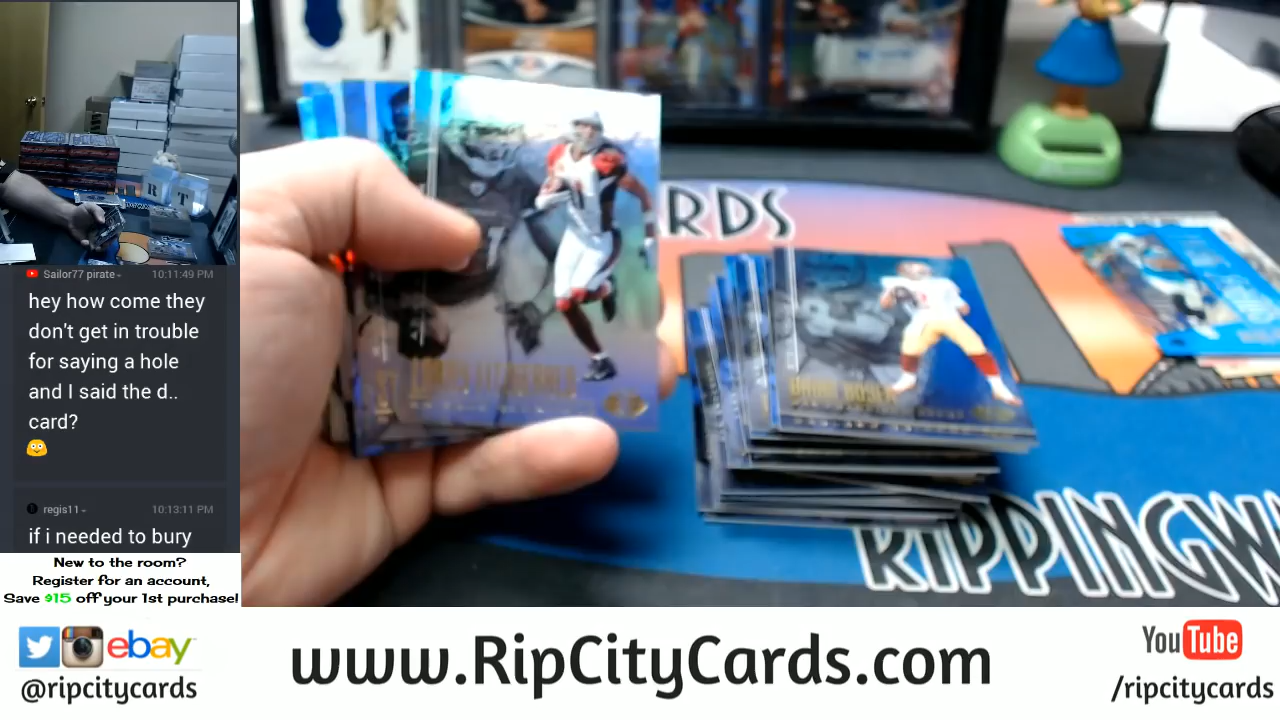 Sailor77 pirate
10:11:49 PM
hey how come they
don't get in trouble
for saying a hole
and I said the d..
card?
regis11
10:13:11 PM
if i needed to bury
New to the room?
Register for an account,
Save $15 off your 1st purchase!
ebay
@ripcitycards
www.RipCityCards.com
YouTube
/ripcitycards
RDS
RIPPINGW
LARRY FITZGERALD
R T